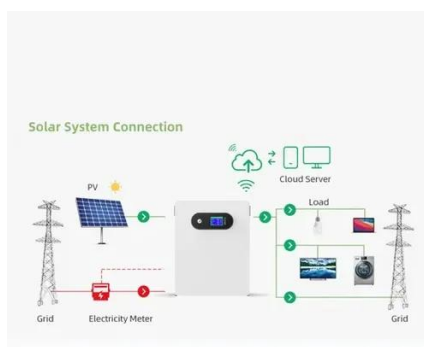 Solar System Connection
Cloud Server
PV
Load
Grid
Electricity Meter
Grid